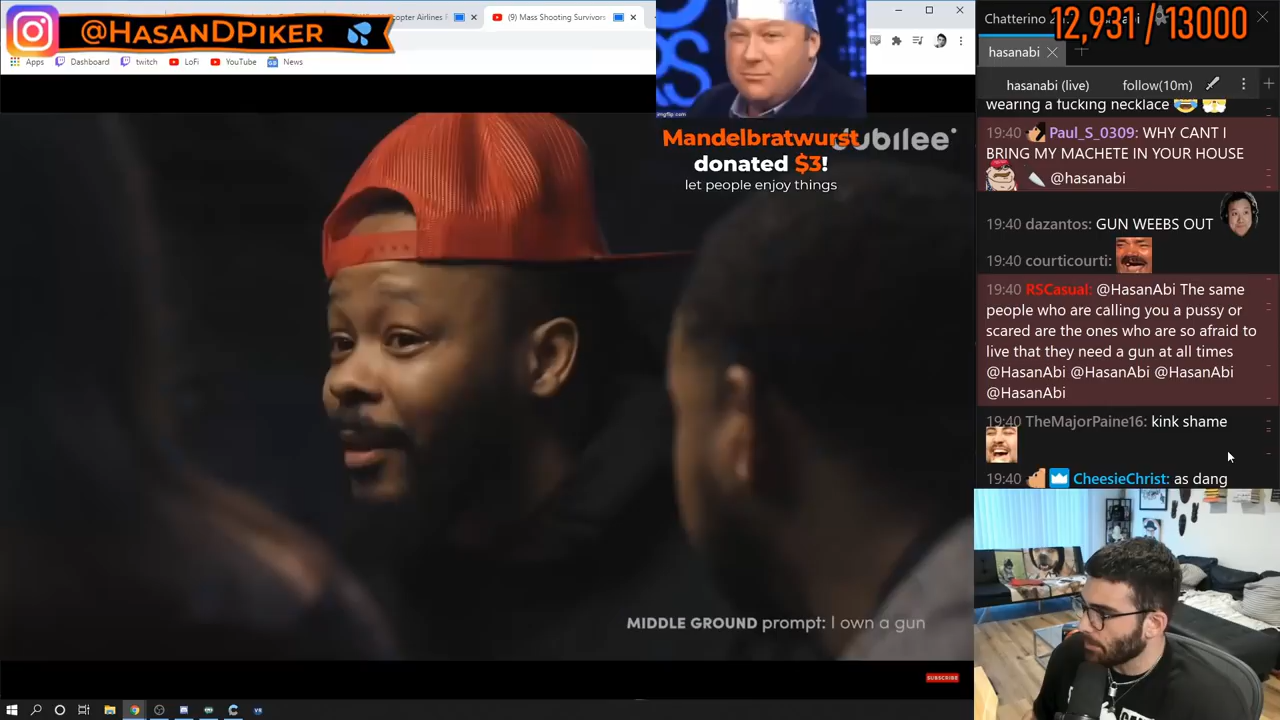 @HasanDPiker
copter Airlines F
(9) Mass Shooting Survivors
Apps
Dashboard
twitch
LoFi
YouTube
News
imgflip.com
Mandelbratwurst
donated $3!
let people enjoy things
jubilee
MIDDLE GROUND prompt: I own a gun
SUBSCRIBE
Chatterino 2
12,931 / 13000
hasanabi
hasanabi (live)
follow(10m)
wearing a fucking necklace
19:40 Paul_S_0309: WHY CANT I
BRING MY MACHETE IN YOUR HOUSE
@hasanabi
19:40 dazantos: GUN WEEBS OUT
19:40 courticourti:
19:40 RSCasual: @HasanAbi The same
people who are calling you a pussy or
scared are the ones who are so afraid to
live that they need a gun at all times
@HasanAbi @HasanAbi @HasanAbi
@HasanAbi
19:40 TheMajorPaine16: kink shame
19:40 CheesieChrist: as dang